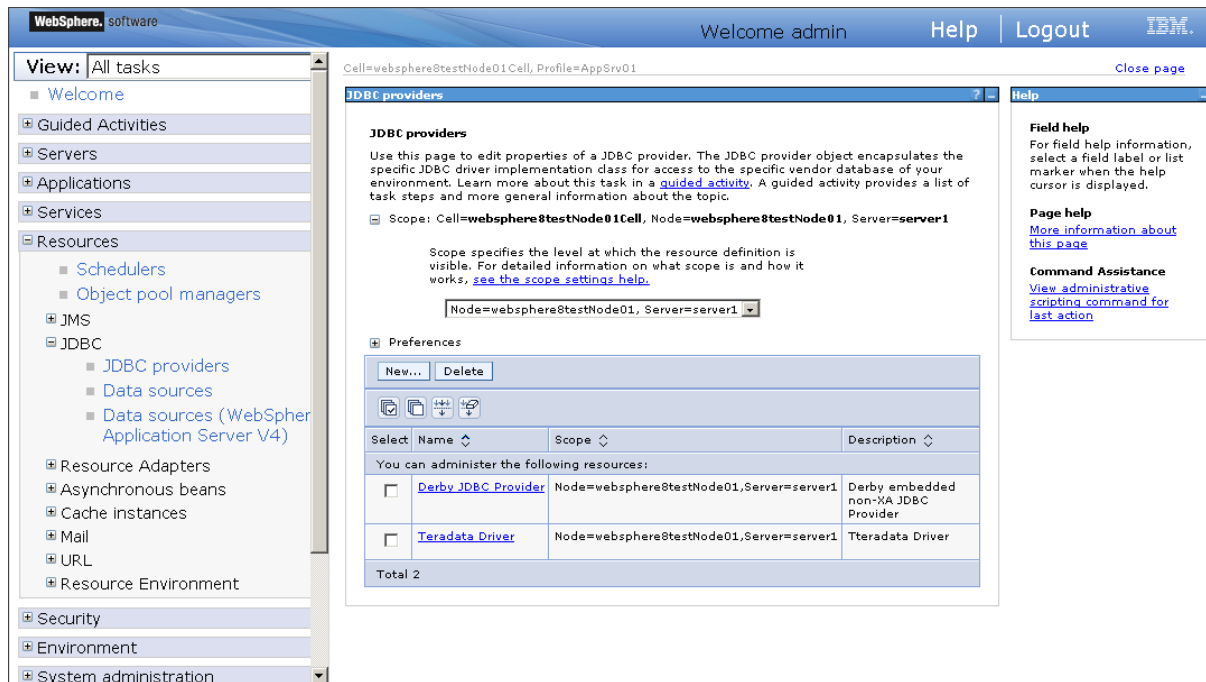 WebSphere. software
Welcome admin
Help
Logout
IBM.
View: All tasks
Welcome
Guided Activities
Servers
Applications
Services
Resources
Schedulers
Object pool managers
JMS
JDBC
JDBC providers
Data sources
Data sources (WebSpher
Application Server V4)
Resource Adapters
Asynchronous beans
Cache instances
Mail
URL
Resource Environment
Security
Environment
System administration
Cell=websphere8testNode01Cell, Profile=AppSrv01
Close page
JDBC providers
?
JDBC providers
Use this page to edit properties of a JDBC provider. The JDBC provider object encapsulates the
specific JDBC driver implementation class for access to the specific vendor database of your
environment. Learn more about this task in a guided activity. A guided activity provides a list of
task steps and more general information about the topic.
Scope: Cell=websphere8testNode01Cell, Node=websphere8testNode01, Server=server1
Scope specifies the level at which the resource definition is
visible. For detailed information on what scope is and how it
works, see the scope settings help.
Node=websphere8testNode01, Server=server1
Preferences
New... Delete
Select Name Scope Description
You can administer the following resources:
Derby JDBC Provider Node=websphere8testNode01,Server=server1 Derby embedded
non-XA JDBC
Provider
Teradata Driver Node=websphere8testNode01,Server=server1 Tteradata Driver
Total 2
Help
Field help
For field help information,
select a field label or list
marker when the help
cursor is displayed.
Page help
More information about
this page
Command Assistance
View administrative
scripting command for
last action